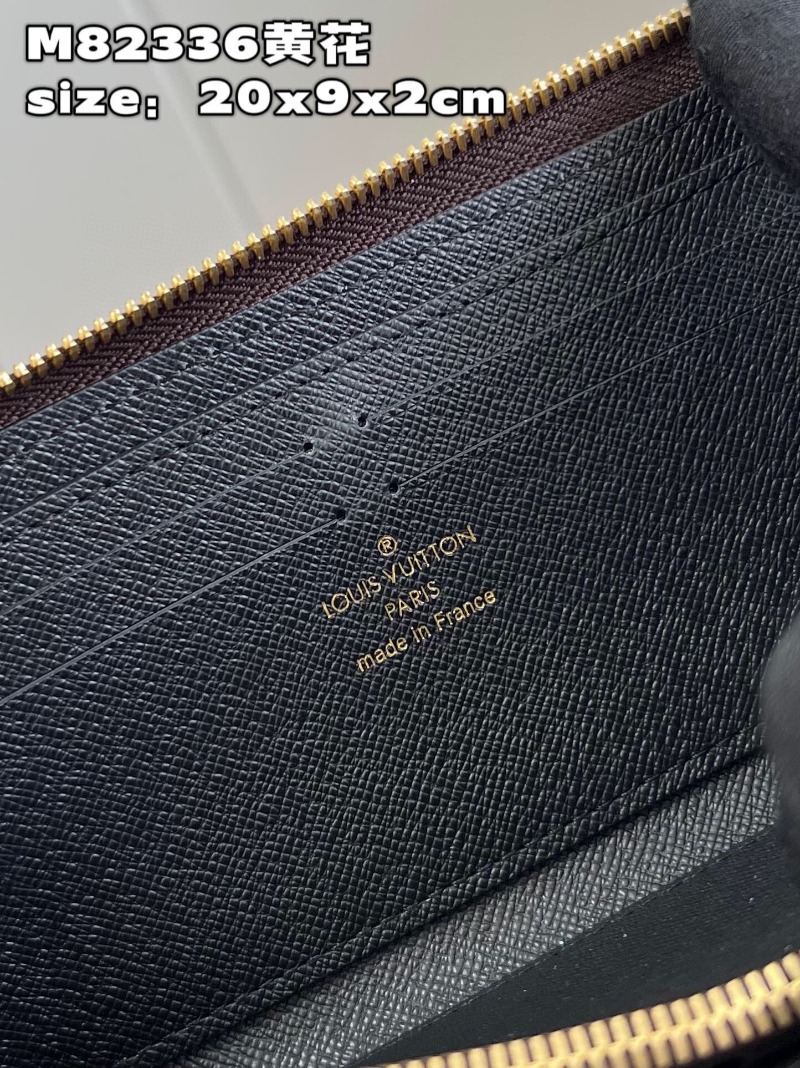 M82336黄花
size：20x9x2cm
®
LOUIS VUITTON
PARIS
made in France